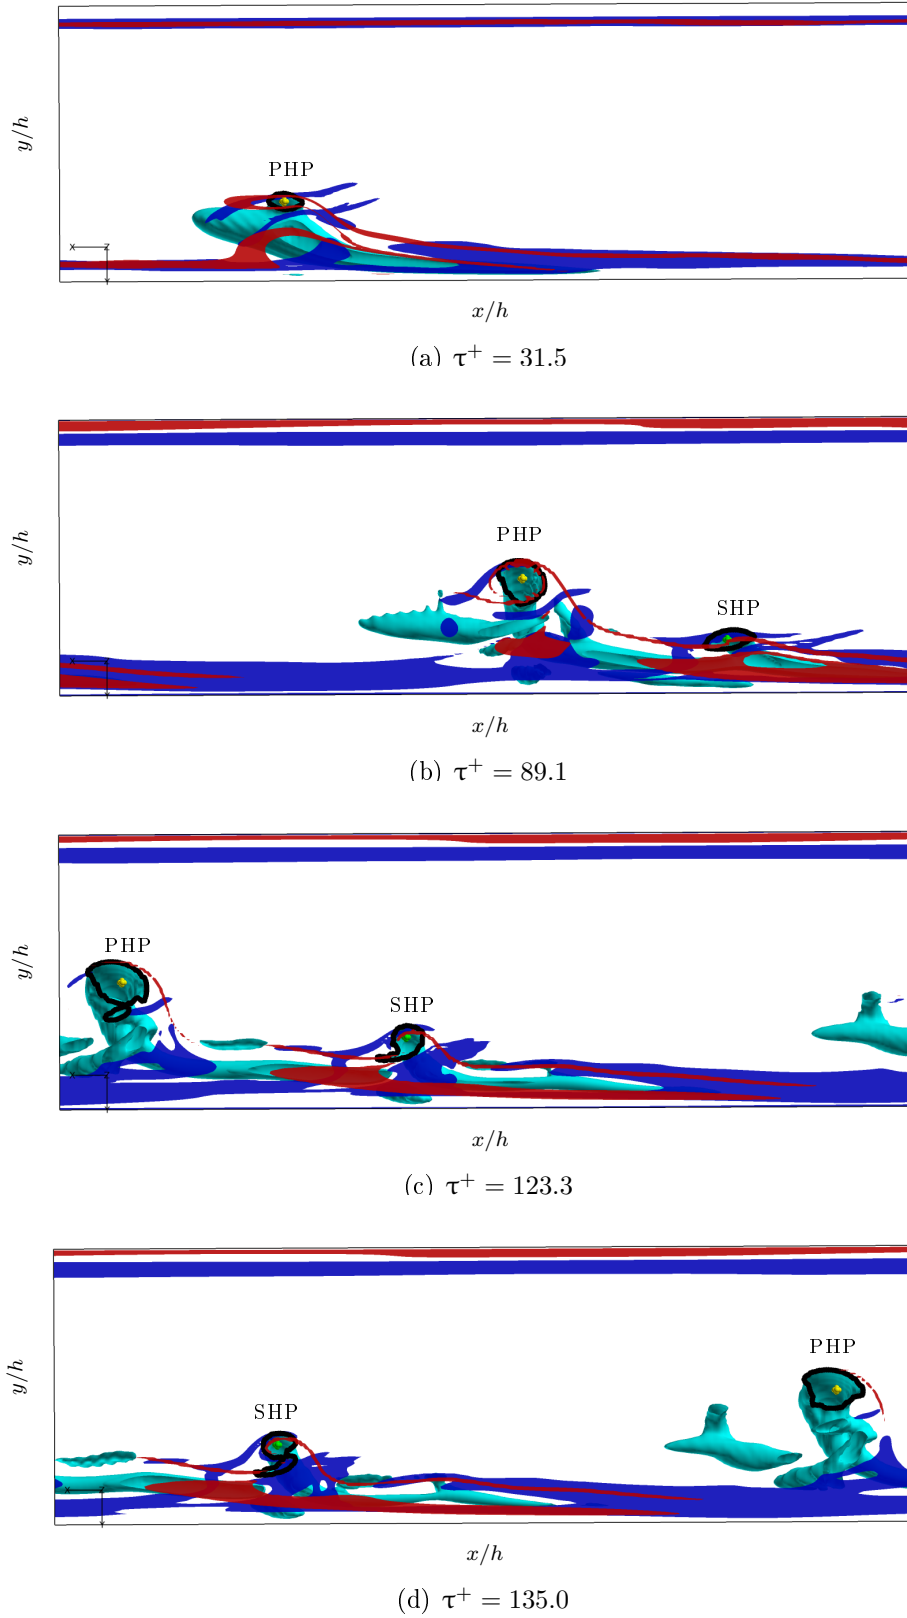 y/h
PHP
x/h
(a) τ⁺ = 31.5
y/h
PHP
SHP
x/h
(b) τ⁺ = 89.1
y/h
PHP
SHP
x/h
(c) τ⁺ = 123.3
y/h
PHP
SHP
x/h
(d) τ⁺ = 135.0